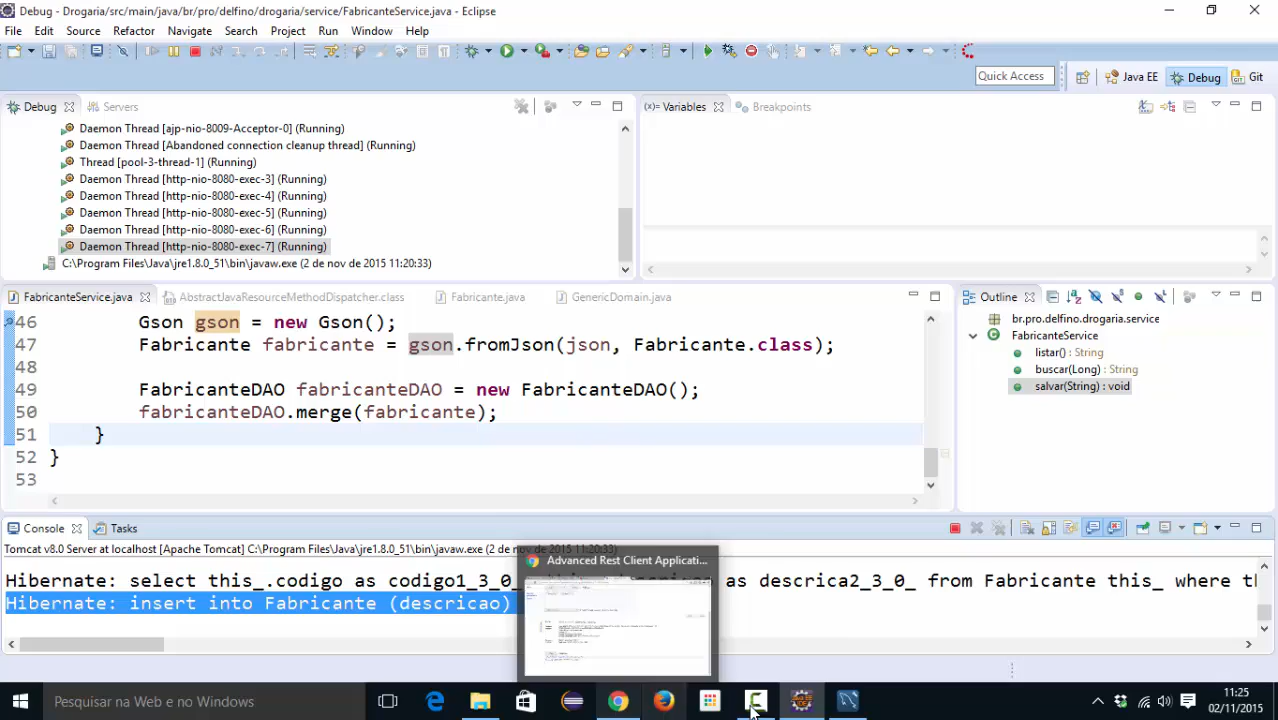 Debug - Drogaria/src/main/java/br/pro/delfino/drogaria/service/FabricanteService.java - Eclipse
File Edit Source Refactor Navigate Search Project Run Window Help
Quick Access
Java EE Debug Git
Debug Servers
Daemon Thread [ajp-nio-8009-Acceptor-0] (Running)
Daemon Thread [Abandoned connection cleanup thread] (Running)
Thread [pool-3-thread-1] (Running)
Daemon Thread [http-nio-8080-exec-3] (Running)
Daemon Thread [http-nio-8080-exec-4] (Running)
Daemon Thread [http-nio-8080-exec-5] (Running)
Daemon Thread [http-nio-8080-exec-6] (Running)
Daemon Thread [http-nio-8080-exec-7] (Running)
C:\Program Files\Java\jre1.8.0_51\bin\javaw.exe (2 de nov de 2015 11:20:33)
(x)= Variables Breakpoints
FabricanteService.java AbstractJavaResourceMethodDispatcher.class Fabricante.java GenericDomain.java
46 Gson gson = new Gson();
47 Fabricante fabricante = gson.fromJson(json, Fabricante.class);
48
49 FabricanteDAO fabricanteDAO = new FabricanteDAO();
50 fabricanteDAO.merge(fabricante);
51 }
52 }
53
Outline
br.pro.delfino.drogaria.service
FabricanteService
listar() : String
buscar(Long) : String
salvar(String) : void
Console Tasks
Tomcat v8.0 Server at localhost [Apache Tomcat] C:\Program Files\Java\jre1.8.0_51\bin\javaw.exe (2 de nov de 2015 11:20:33)
Hibernate: select this_.codigo as codigo1_3_0_ as descrica2_3_0_ from Fabricante this_ where th
Hibernate: insert into Fabricante (descricao)
Advanced Rest Client Applicati...
Pesquisar na Web e no Windows
11:25
02/11/2015